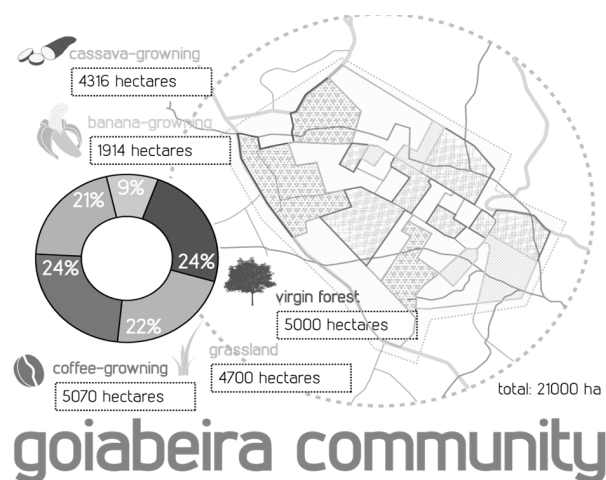 cassava-growning
4316 hectares
banana-growning
1914 hectares
21%
9%
24%
24%
22%
virgin forest
5000 hectares
grassland
4700 hectares
coffee-growning
5070 hectares
total: 21000 ha
goiabeira community